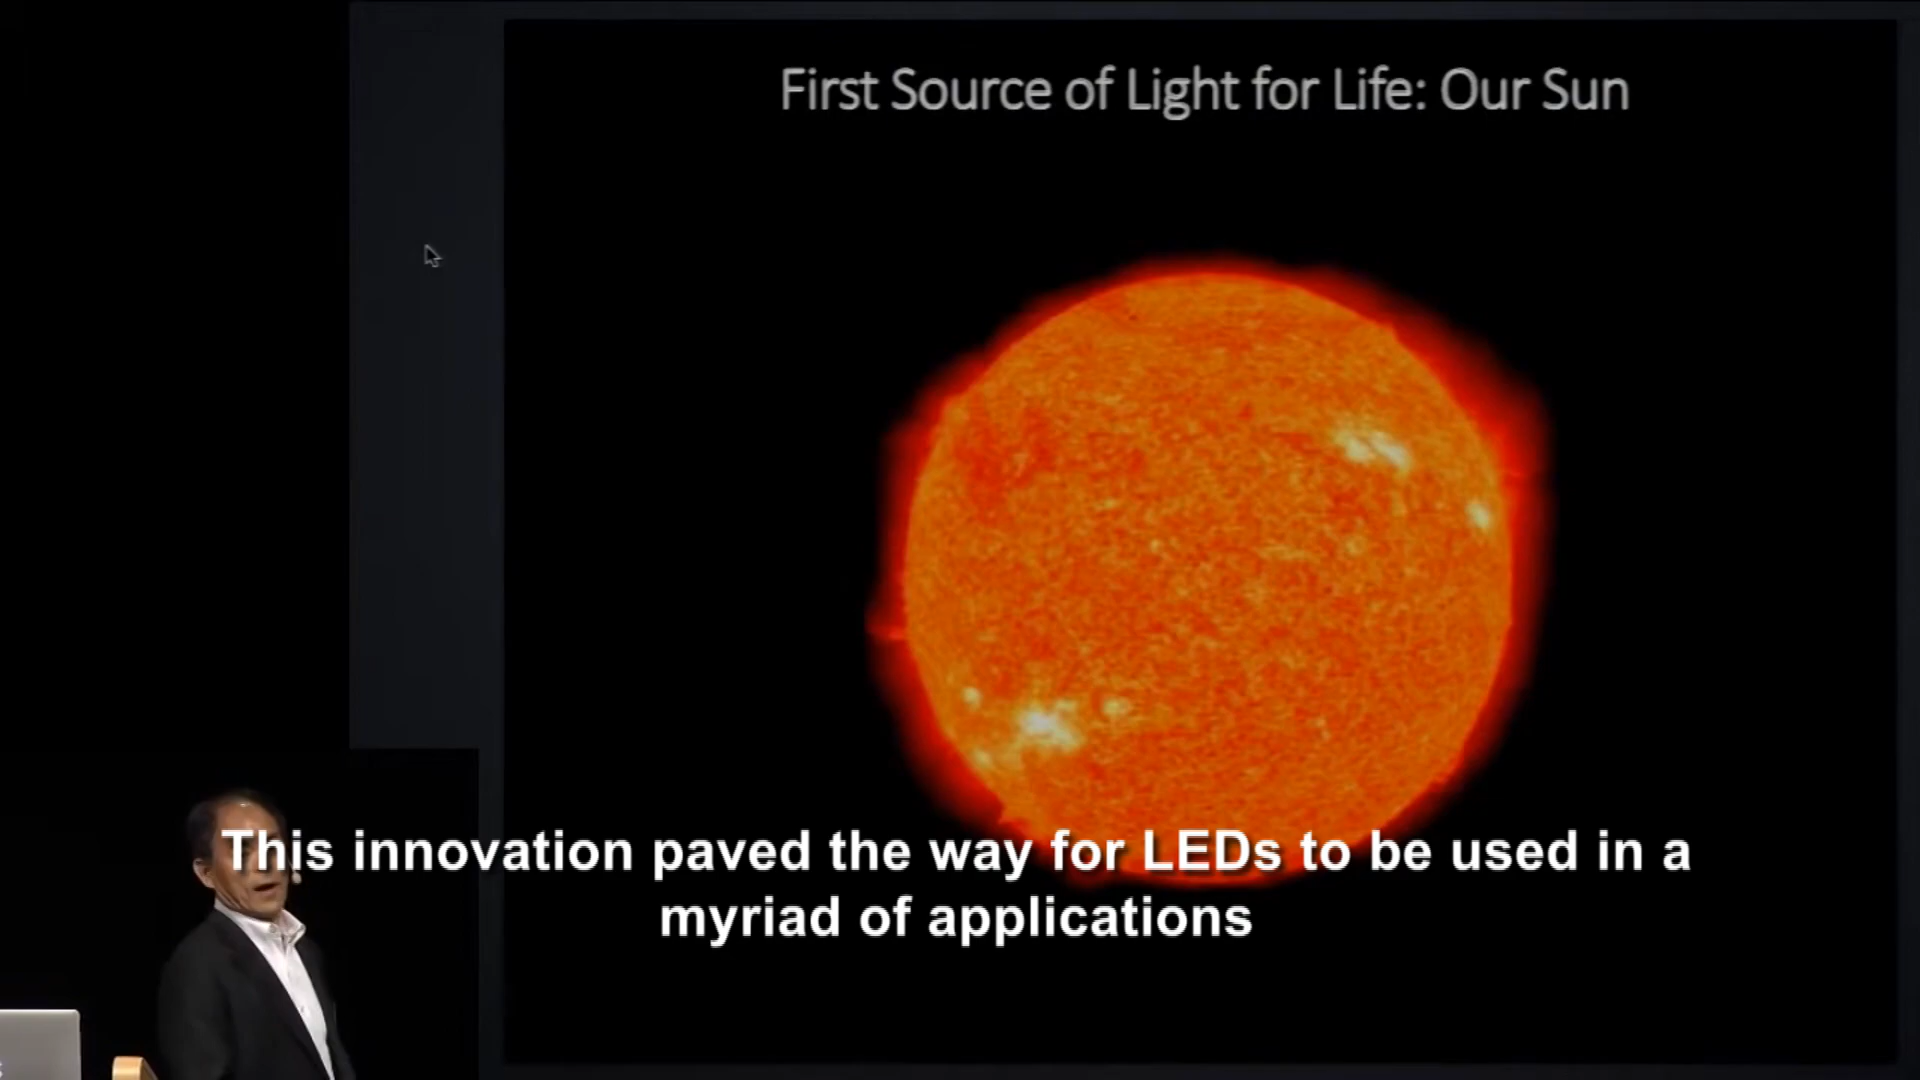 First Source of Light for Life: Our Sun
This innovation paved the way for LEDs to be used in a
myriad of applications